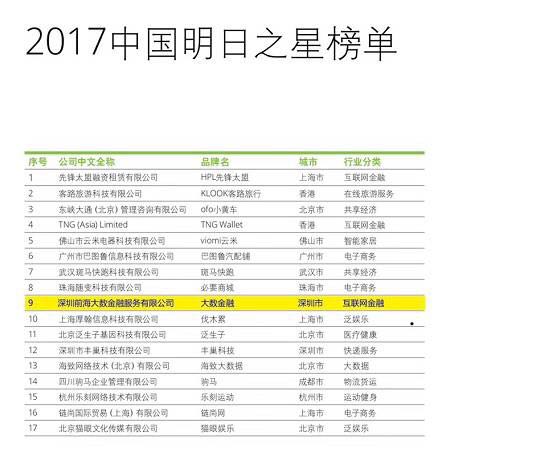 2017中国明日之星榜单
序号 公司中文全称 品牌名 城市 行业分类
1 先锋太盟融资租赁有限公司 HPL先锋太盟 上海市 互联网金融
2 客路旅游科技有限公司 KLOOK客路旅行 香港 在线旅游服务
3 东峡大通 (北京) 管理咨询有限公司 ofo小黄车 北京市 共享经济
4 TNG (Asia) Limited TNG Wallet 香港 互联网金融
5 佛山市云米电器科技有限公司 viomi云米 佛山市 智能家居
6 广州市巴图鲁信息科技有限公司 巴图鲁汽配铺 广州市 电子商务
7 武汉斑马快跑科技有限公司 斑马快跑 武汉市 共享经济
8 珠海随变科技有限公司 必要商城 珠海市 电子商务
9 深圳前海大数金融服务有限公司 大数金融 深圳市 互联网金融
10 上海厚翰信息科技有限公司 伐木累 上海市 泛娱乐
11 北京泛生子基因科技有限公司 泛生子 北京市 医疗健康
12 深圳市丰巢科技有限公司 丰巢科技 深圳市 快递服务
13 海致网络技术 (北京) 有限公司 海致大数据 北京市 大数据
14 四川驹马企业管理有限公司 驹马 成都市 物流货运
15 杭州乐刻网络技术有限公司 乐刻运动 杭州市 运动健身
16 链尚国际贸易 (上海) 有限公司 链尚网 上海市 电子商务
17 北京猫眼文化传媒有限公司 猫眼娱乐 北京市 泛娱乐